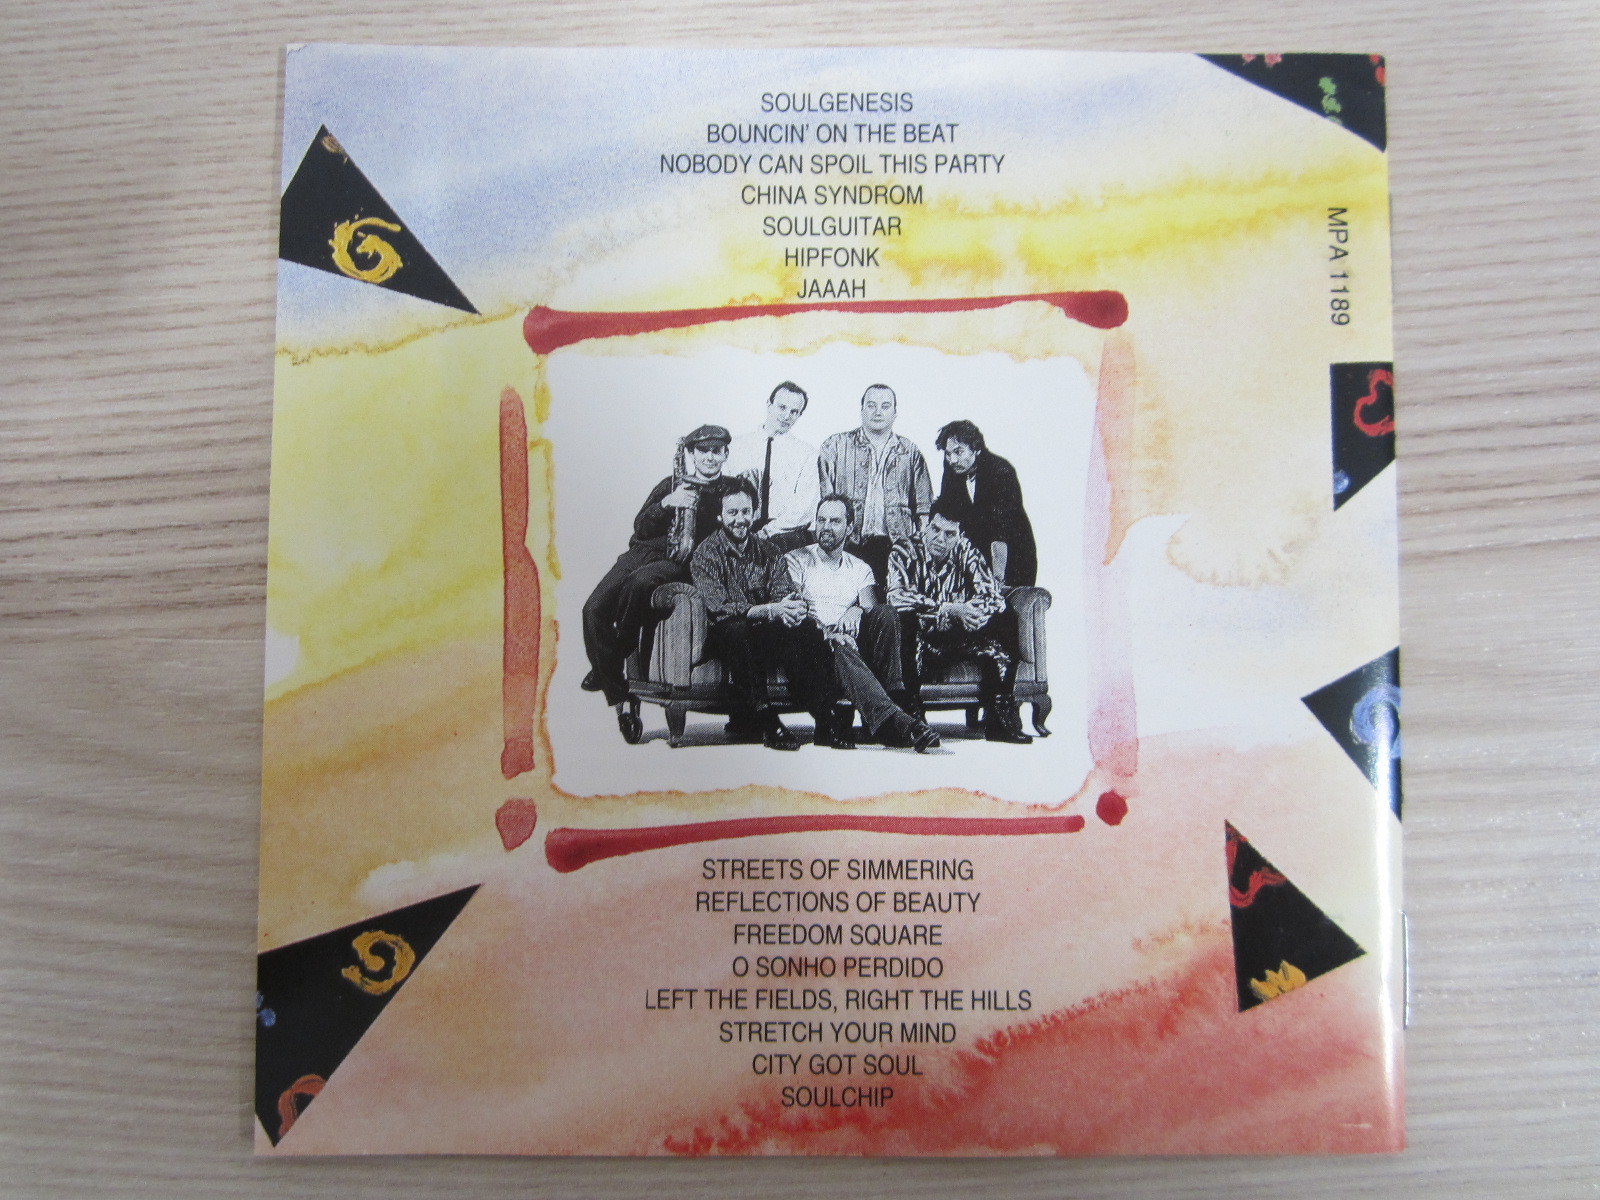 SOULGENESIS
BOUNCIN' ON THE BEAT
NOBODY CAN SPOIL THIS PARTY
CHINA SYNDROM
SOULGUITAR
HIPFONK
JAAAH
MPA 1189
STREETS OF SIMMERING
REFLECTIONS OF BEAUTY
FREEDOM SQUARE
O SONHO PERDIDO
LEFT THE FIELDS, RIGHT THE HILLS
STRETCH YOUR MIND
CITY GOT SOUL
SOULCHIP